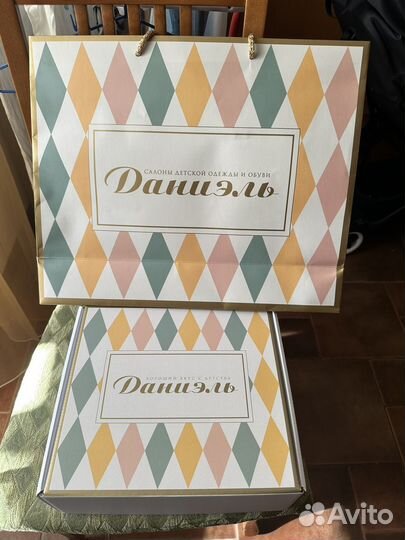 САЛОНЫ ДЕТСКОЙ ОДЕЖДЫ И ОБУВИ
Даниэль
ХОРОШИЙ ВКУС С ДЕТСТВА
Даниэль
Avito